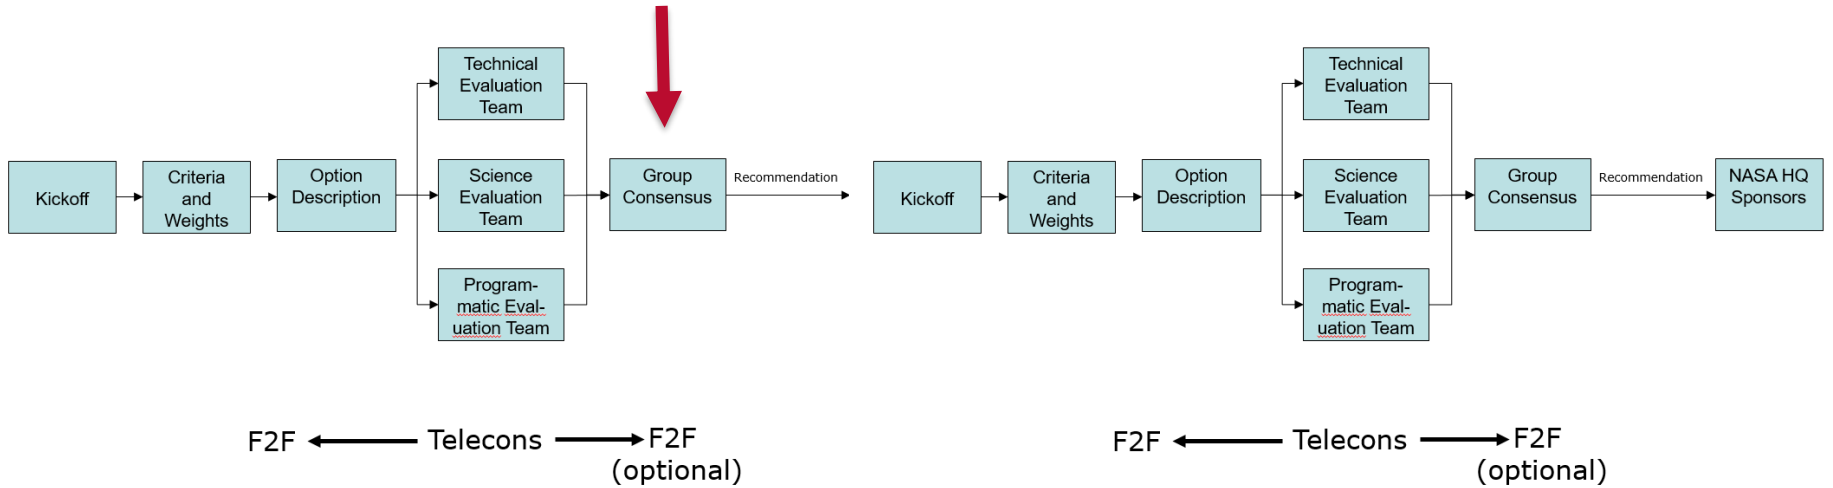 Kickoff
Criteria
and
Weights
Option
Description
Technical
Evaluation
Team
Science
Evaluation
Team
Program-
matic Eval-
uation Team
Group
Consensus
Recommendation
F2F
Telecons
F2F
(optional)
Kickoff
Criteria
and
Weights
Option
Description
Technical
Evaluation
Team
Science
Evaluation
Team
Program-
matic Eval-
uation Team
Group
Consensus
Recommendation
NASA HQ
Sponsors
F2F
Telecons
F2F
(optional)